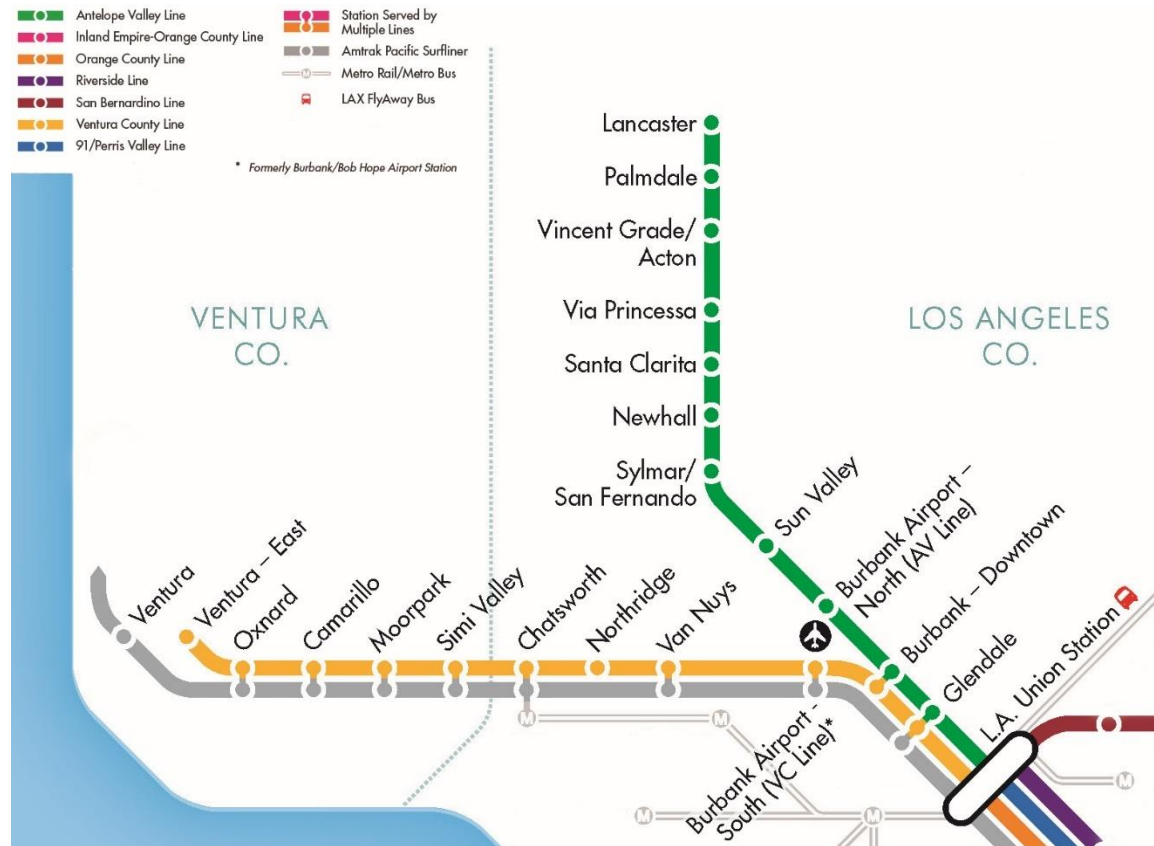 Antelope Valley Line
Inland Empire-Orange County Line
Orange County Line
Riverside Line
San Bernardino Line
Ventura County Line
91/Perris Valley Line
Station Served by
Multiple Lines
Amtrak Pacific Surfliner
M
Metro Rail/Metro Bus
LAX FlyAway Bus
* Formerly Burbank/Bob Hope Airport Station
VENTURA
CO.
LOS ANGELES
CO.
Lancaster
Palmdale
Vincent Grade/
Acton
Via Princessa
Santa Clarita
Newhall
Sylmar/
San Fernando
Sun Valley
Burbank Airport –
North (AV Line)
Burbank – Downtown
Glendale
L.A. Union Station
Ventura
Ventura – East
Oxnard
Camarillo
Moorpark
Simi Valley
Chatsworth
Northridge
Van Nuys
Burbank Airport -
South (VC Line)*
M
M
M
M
M